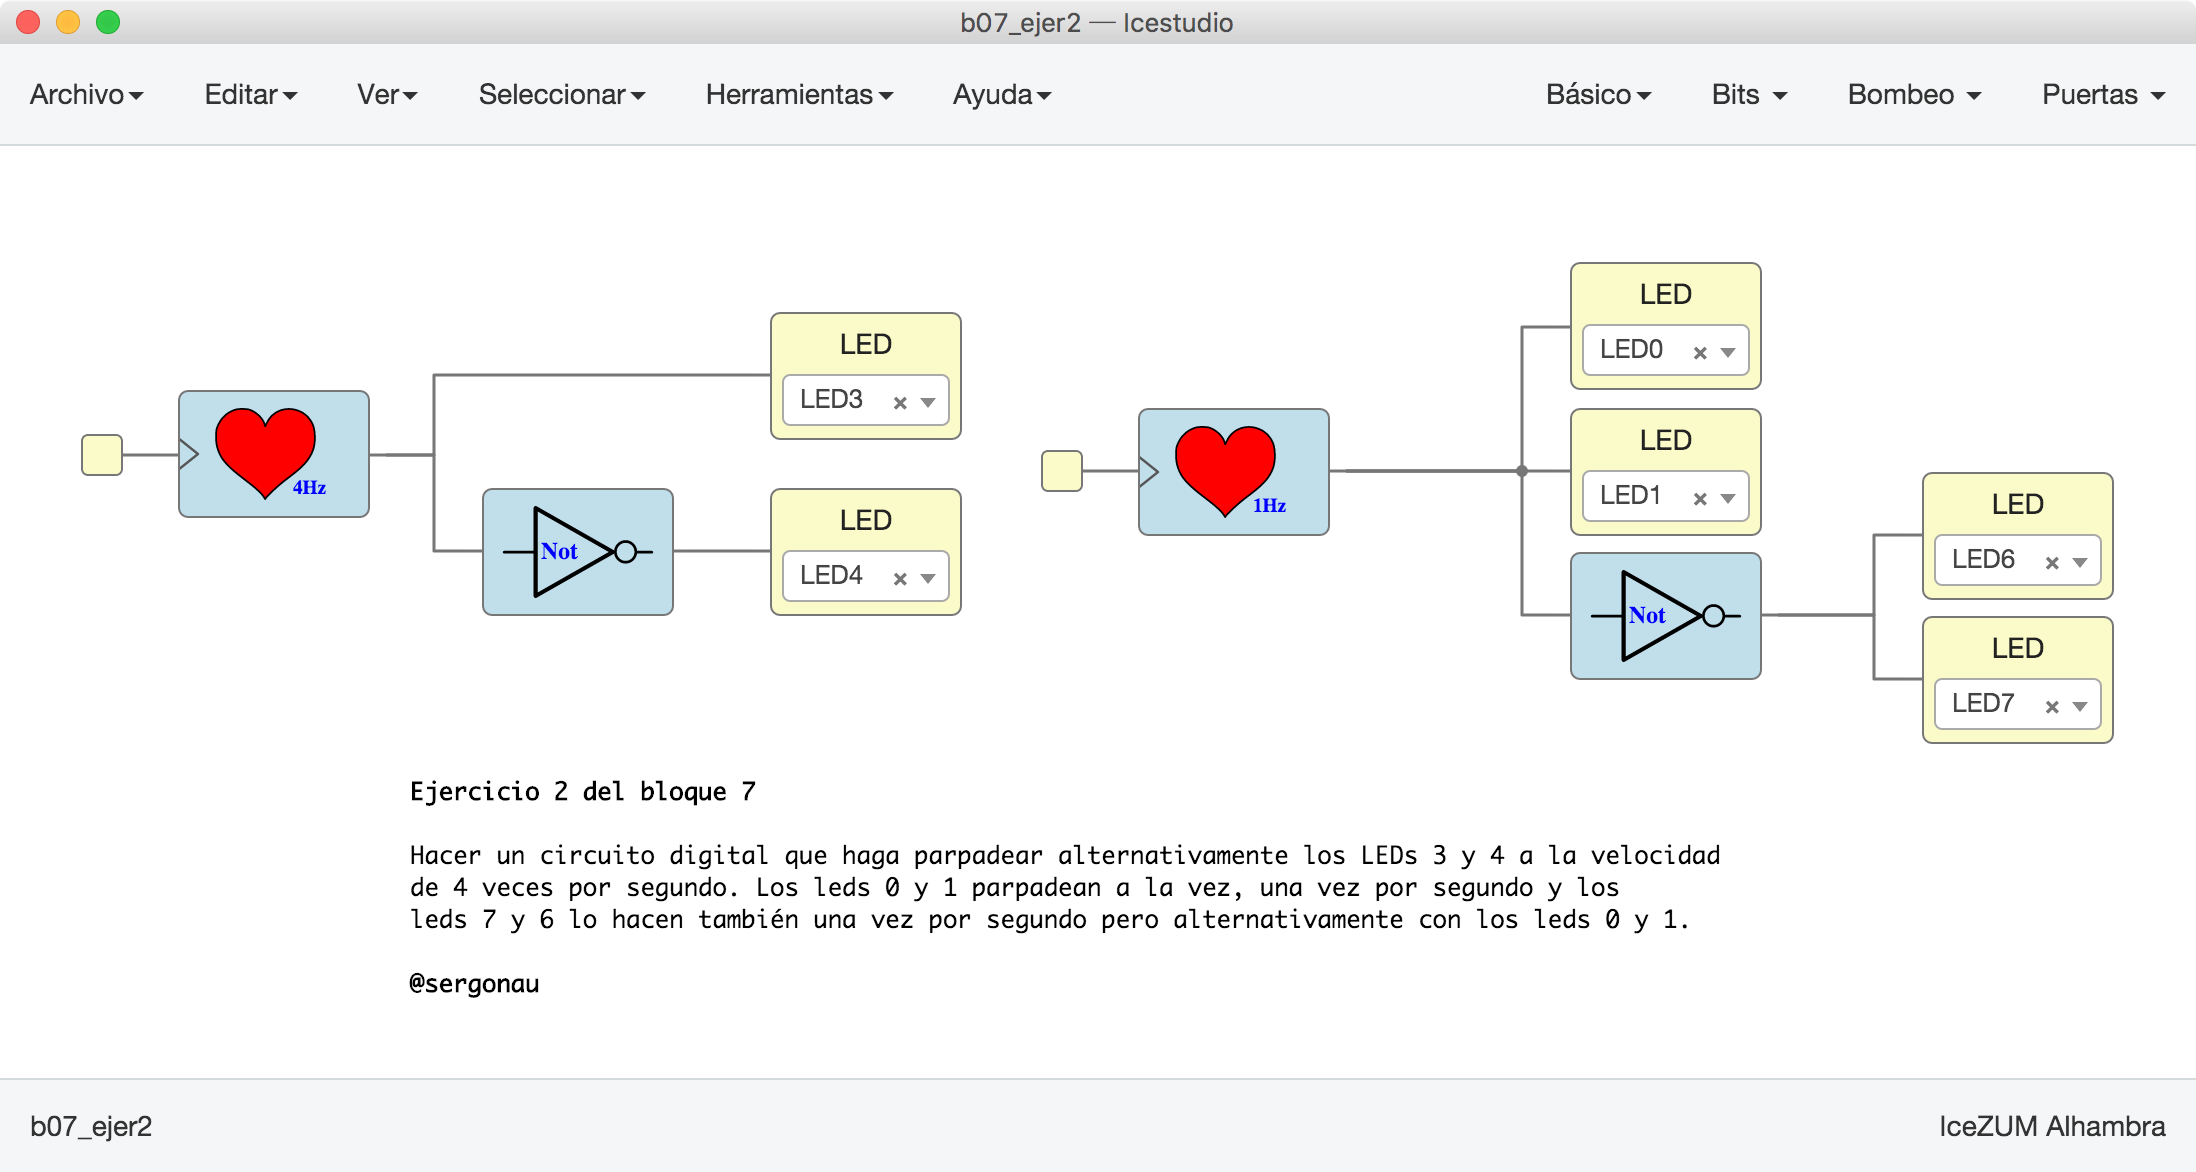 b07_ejer2 — Icestudio
Archivo Editar Ver Seleccionar Herramientas Ayuda Básico Bits Bombeo Puertas
LED
LED3
4Hz
Not
LED
LED4
LED
LED0
LED
LED1
1Hz
Not
LED
LED6
LED
LED7
Ejercicio 2 del bloque 7
Hacer un circuito digital que haga parpadear alternativamente los LEDs 3 y 4 a la velocidad
de 4 veces por segundo. Los leds 0 y 1 parpadean a la vez, una vez por segundo y los
leds 7 y 6 lo hacen también una vez por segundo pero alternativamente con los leds 0 y 1.
@sergonau
b07_ejer2
IceZUM Alhambra